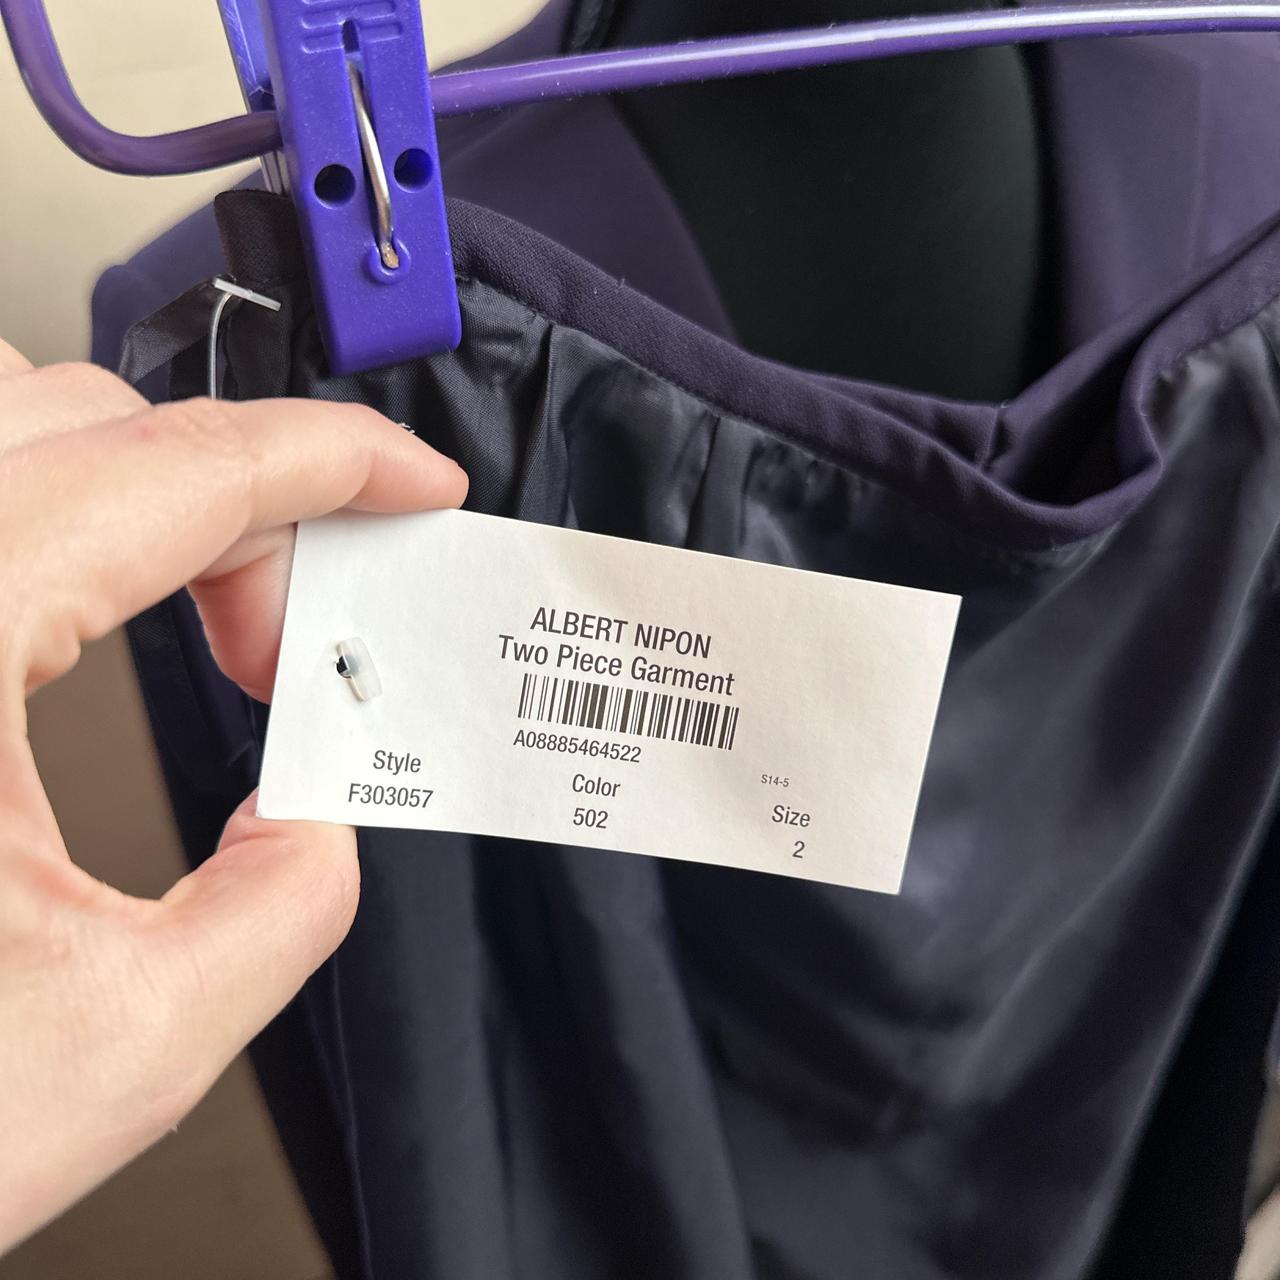 ALBERT NIPON
Two Piece Garment
A08885464522
S14-5
Style
Color
Size
F303057
502
2